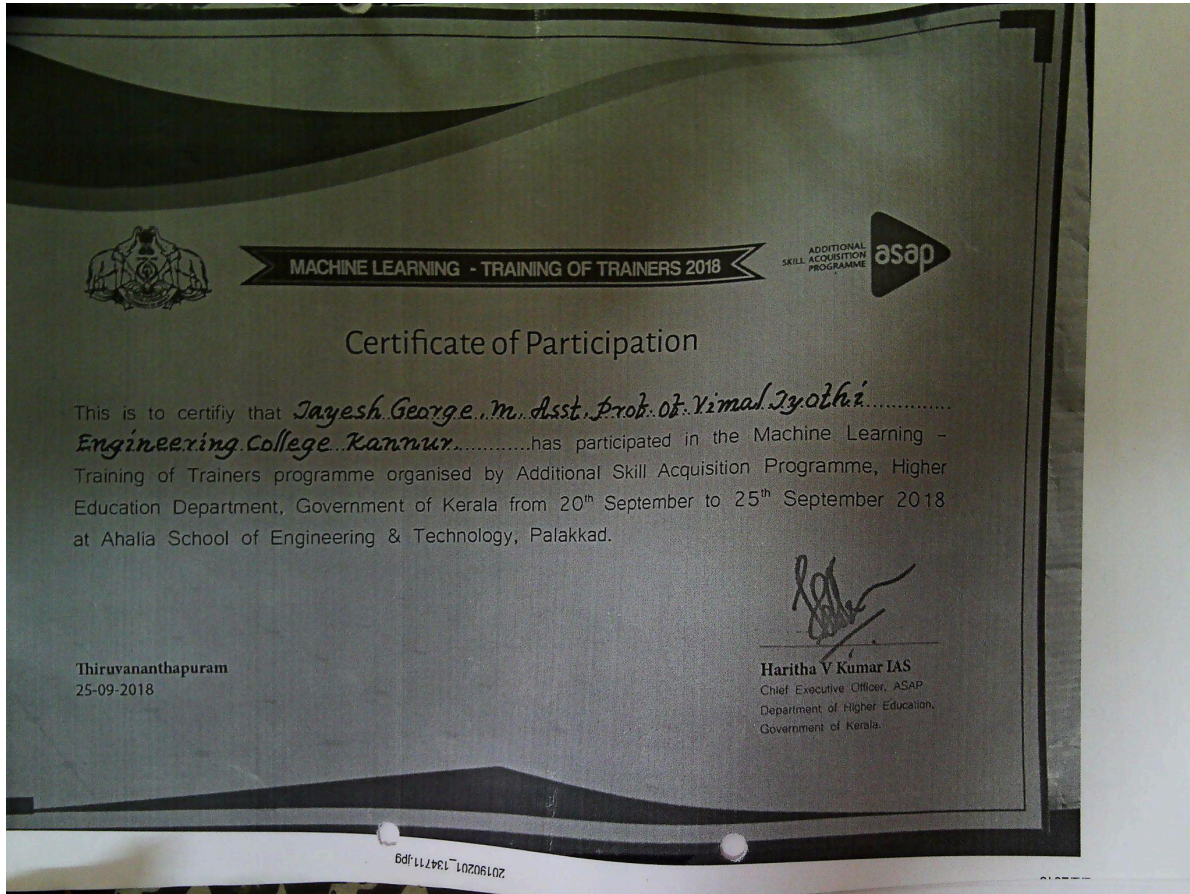 MACHINE LEARNING - TRAINING OF TRAINERS 2018
ADDITIONAL
SKILL ACQUISITION
PROGRAMME
asap
Certificate of Participation
This is to certifiy that Jayesh George. M, Asst. Prof. of. Vimal Jyothi
Engineering College Kannur has participated in the Machine Learning –
Training of Trainers programme organised by Additional Skill Acquisition Programme, Higher
Education Department, Government of Kerala from 20th September to 25th September 2018
at Ahalia School of Engineering & Technology, Palakkad.
Thiruvananthapuram
25-09-2018
Haritha V Kumar IAS
Chief Executive Officer, ASAP
Department of Higher Education,
Government of Kerala.
20190201_134711.jpg